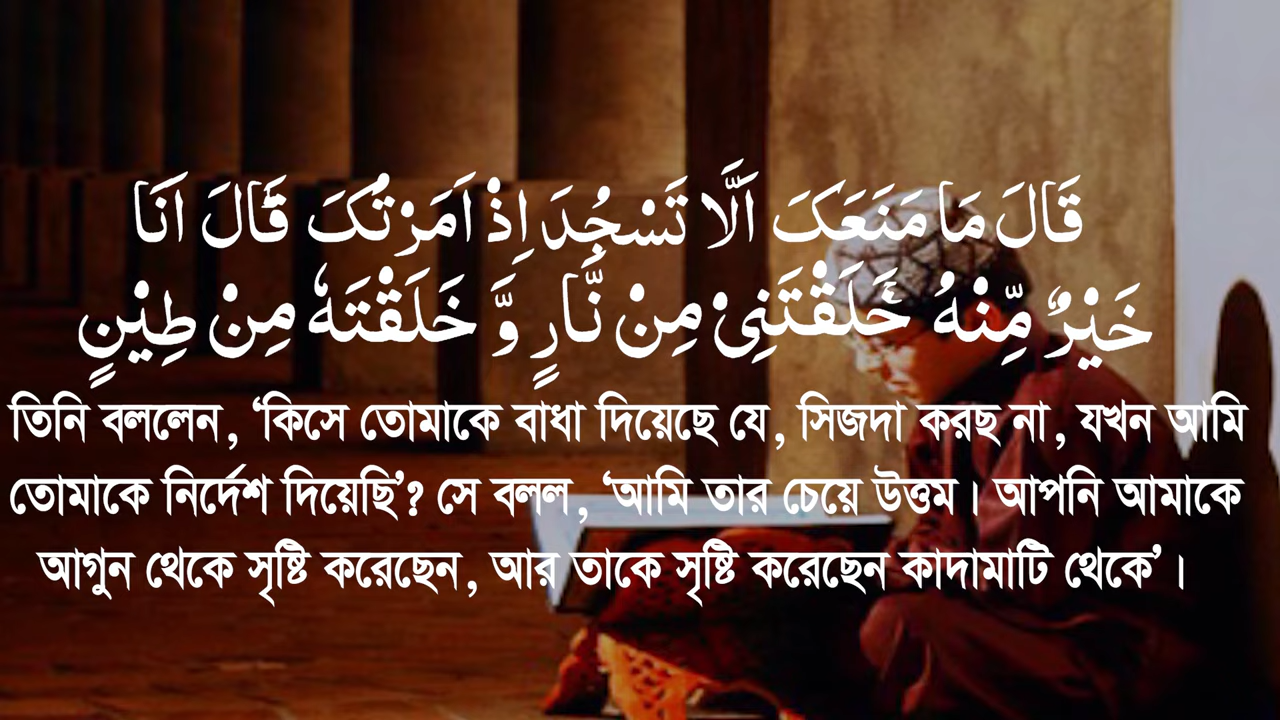 قَالَ مَا مَنَعَکَ اَلَّا تَسۡجُدَ اِذۡ اَمَرۡتُکَ ؕ قَالَ اَنَا
خَیۡرٌ مِّنۡهُ ۚ خَلَقۡتَنِیۡ مِنۡ نَّارٍ وَّ خَلَقۡتَهٗ مِنۡ طِیۡنٍ
তিনি বললেন, ‘কিসে তোমাকে বাধা দিয়েছে যে, সিজদা করছ না, যখন আমি
তোমাকে নির্দেশ দিয়েছি’? সে বলল, ‘আমি তার চেয়ে উত্তম। আপনি আমাকে
আগুন থেকে সৃষ্টি করেছেন, আর তাকে সৃষ্টি করেছেন কাদামাটি থেকে’।